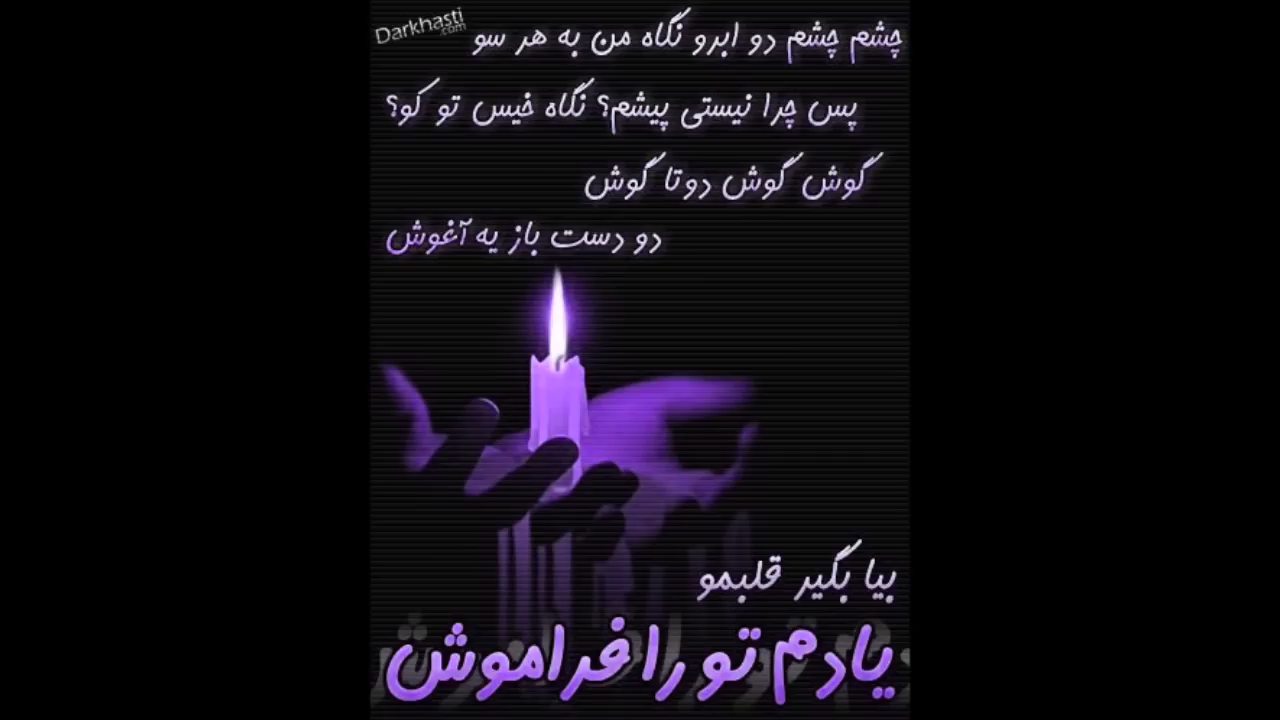 Darkhasti
.com
چشم چشم دو ابرو نگاه من به هر سو
پس چرا نیستی پیشم؟ نگاه خیس تو کو؟
گوش گوش دوتا گوش
دو دست باز یه آغوش
بیا بگیر قلبمو
یادم تو را فراموش